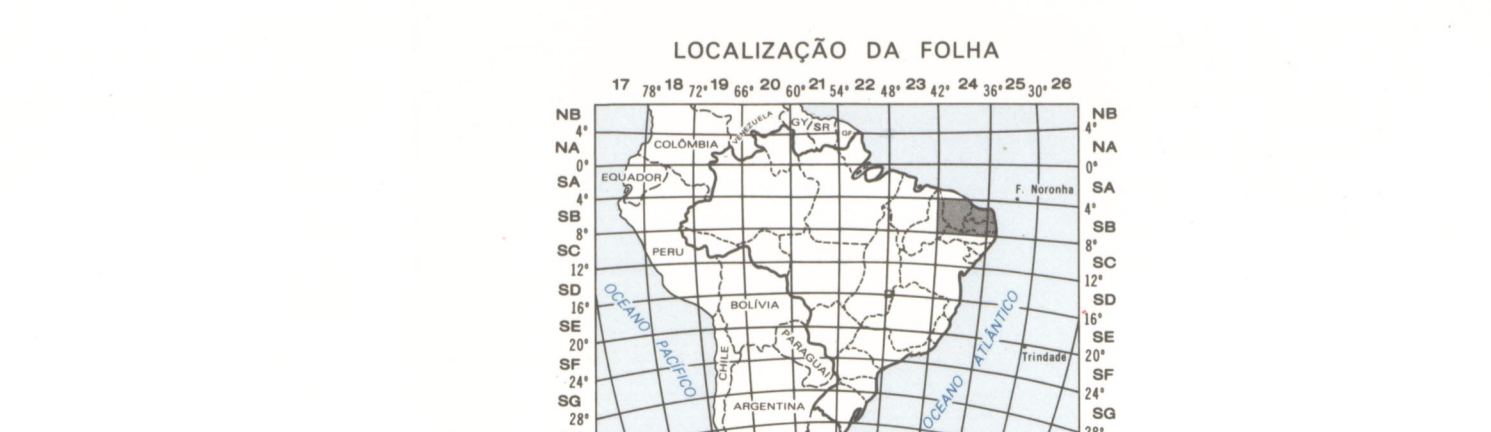 LOCALIZAÇÃO DA FOLHA
17 78° 18 72° 19 66° 20 60° 21 54° 22 48° 23 42° 24 36° 25 30° 26
NB NB
4° 4°
VENEZUELA GY SR GF
NA COLÔMBIA NA
0° 0°
EQUADOR
SA F. Noronha SA
4° 4°
SB SB
8° 8°
SC PERU SC
12° 12°
SD OCEANO PACÍFICO BOLÍVIA OCEANO ATLÂNTICO SD
16° 16°
SE PARAGUAI SE
20° CHILE Trindade 20°
SF SF
24° 24°
SG ARGENTINA SG
28° 28°